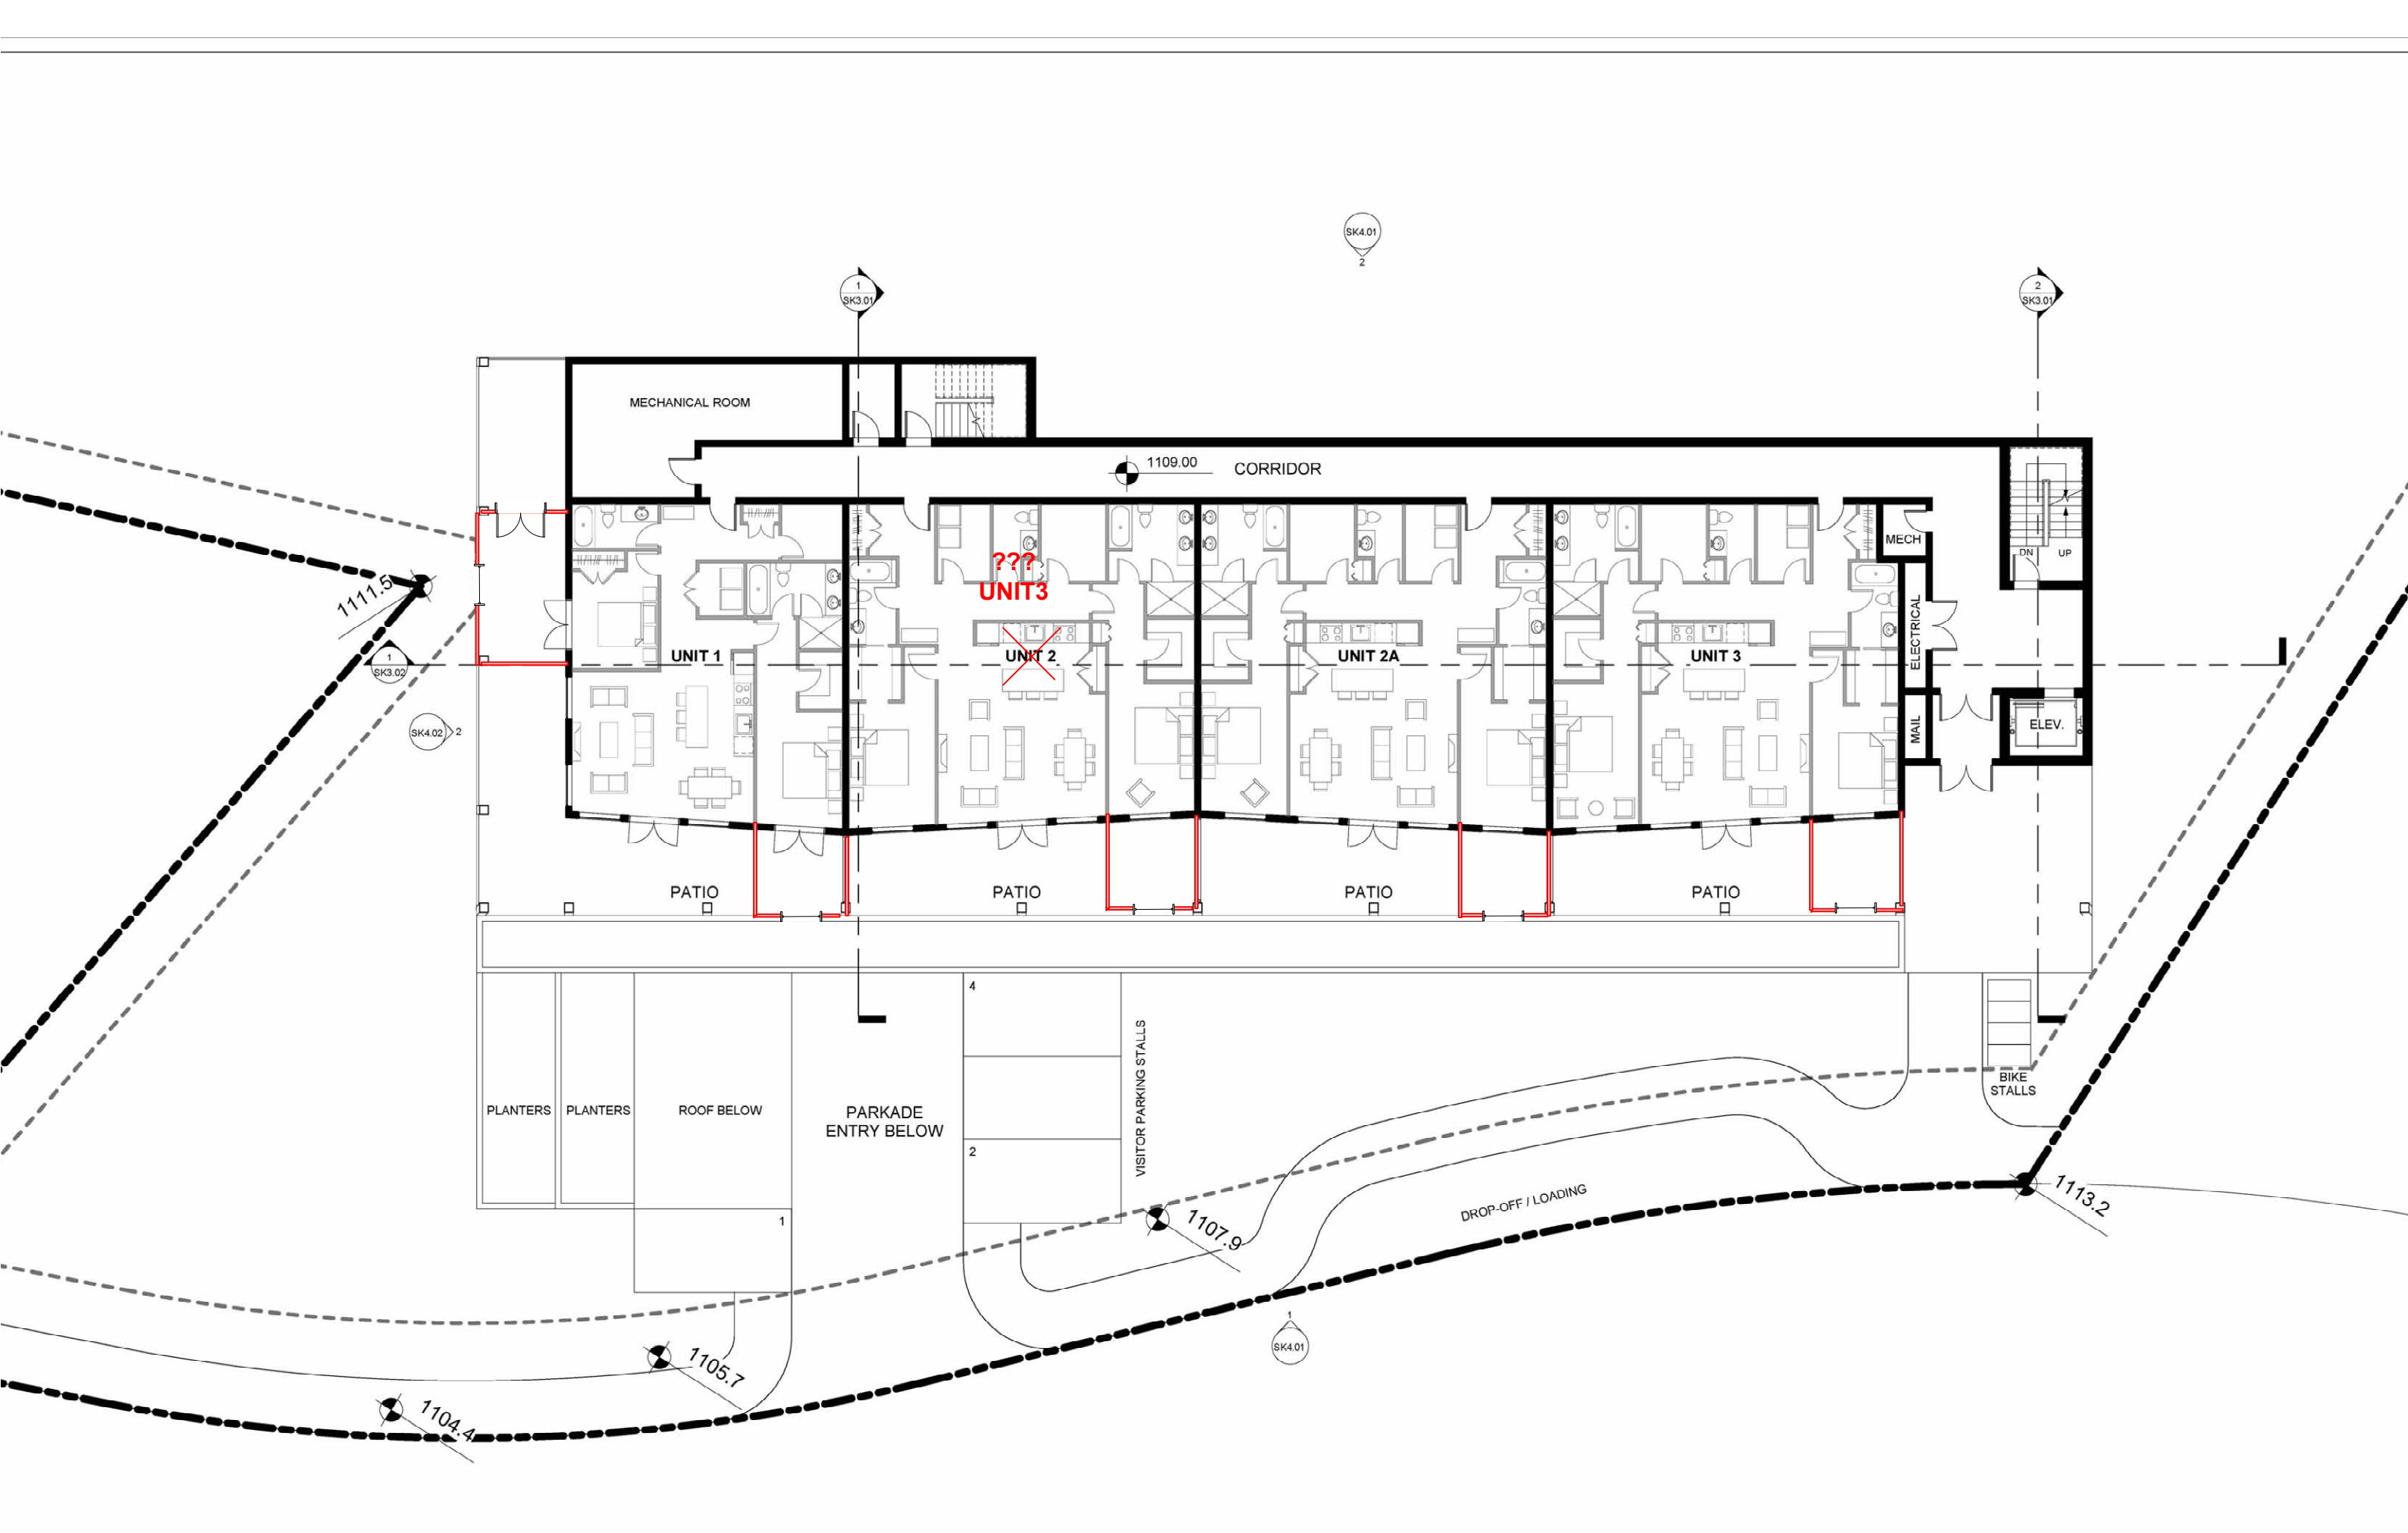 SK4.01
2
1
SK3.01
2
SK3.01
MECHANICAL ROOM
1109.00
CORRIDOR
MECH
DN
UP
???
UNIT3
1111.5
ELECTRICAL
UNIT 1
UNIT 2
UNIT 2A
UNIT 3
1
SK3.02
SK4.02
2
MAIL
ELEV.
PATIO
PATIO
PATIO
PATIO
4
VISITOR PARKING STALLS
BIKE
STALLS
PLANTERS
PLANTERS
ROOF BELOW
PARKADE
ENTRY BELOW
2
1
DROP-OFF / LOADING
1113.2
1107.9
1
SK4.01
1105.7
1104.4